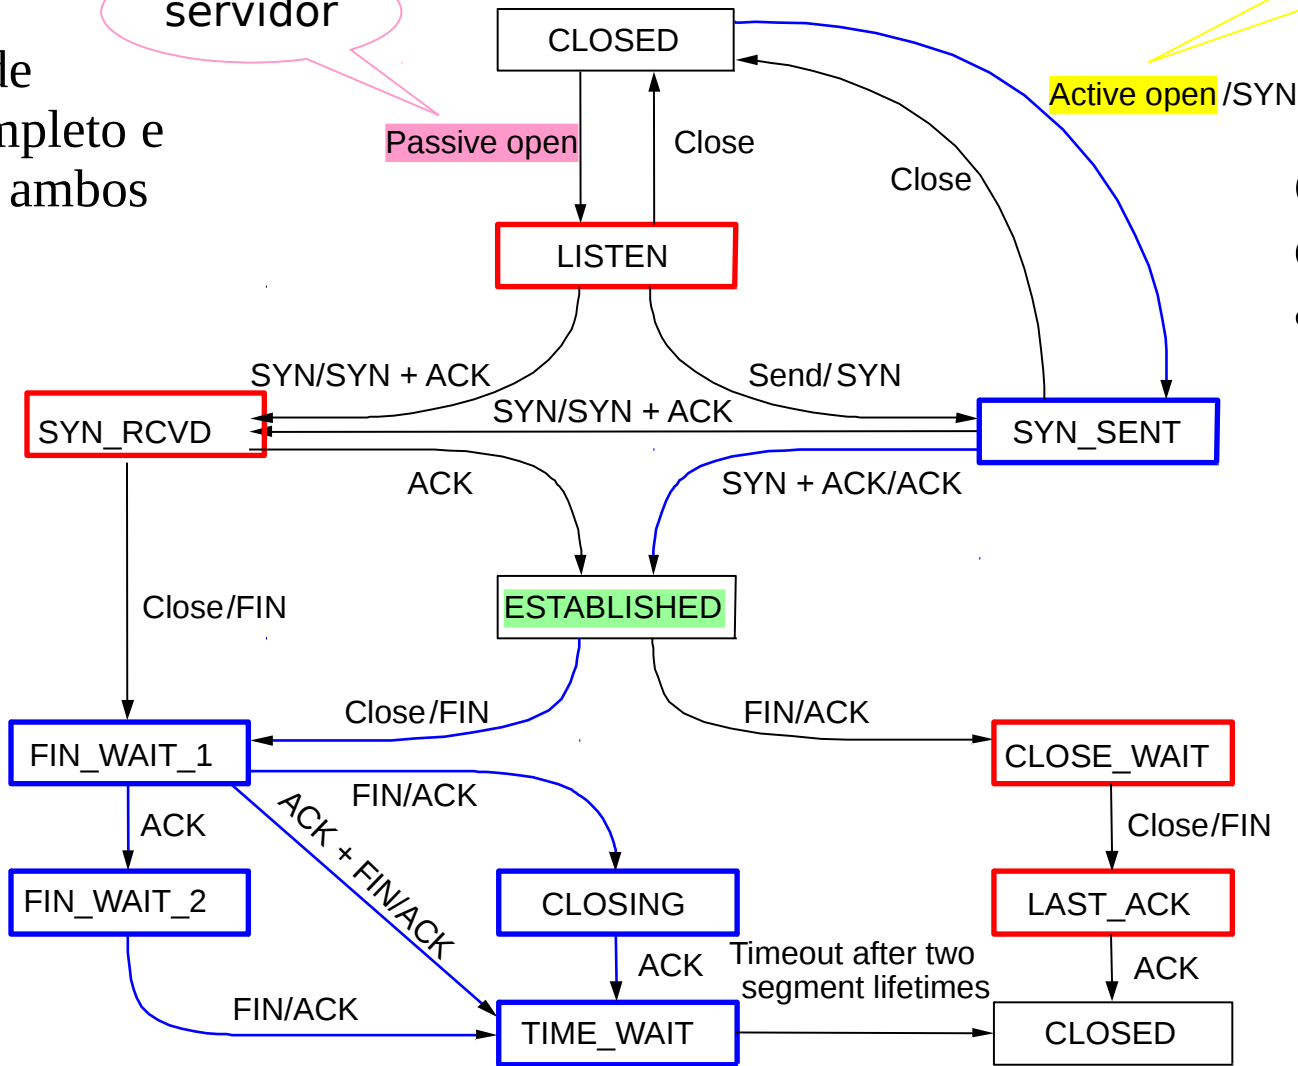 servidor
CLOSED
de
Active open /SYN
mpleto e
Passive open
Close
Close
ambos
LISTEN
SYN/SYN + ACK
Send/ SYN
SYN/SYN + ACK
SYN_RCVD
SYN_SENT
ACK
SYN + ACK/ACK
Close/FIN
ESTABLISHED
Close/FIN
FIN/ACK
FIN_WAIT_1
CLOSE_WAIT
FIN/ACK
ACK + FIN/ACK
ACK
Close/FIN
FIN_WAIT_2
CLOSING
LAST_ACK
Timeout after two
segment lifetimes
ACK
ACK
FIN/ACK
TIME_WAIT
CLOSED